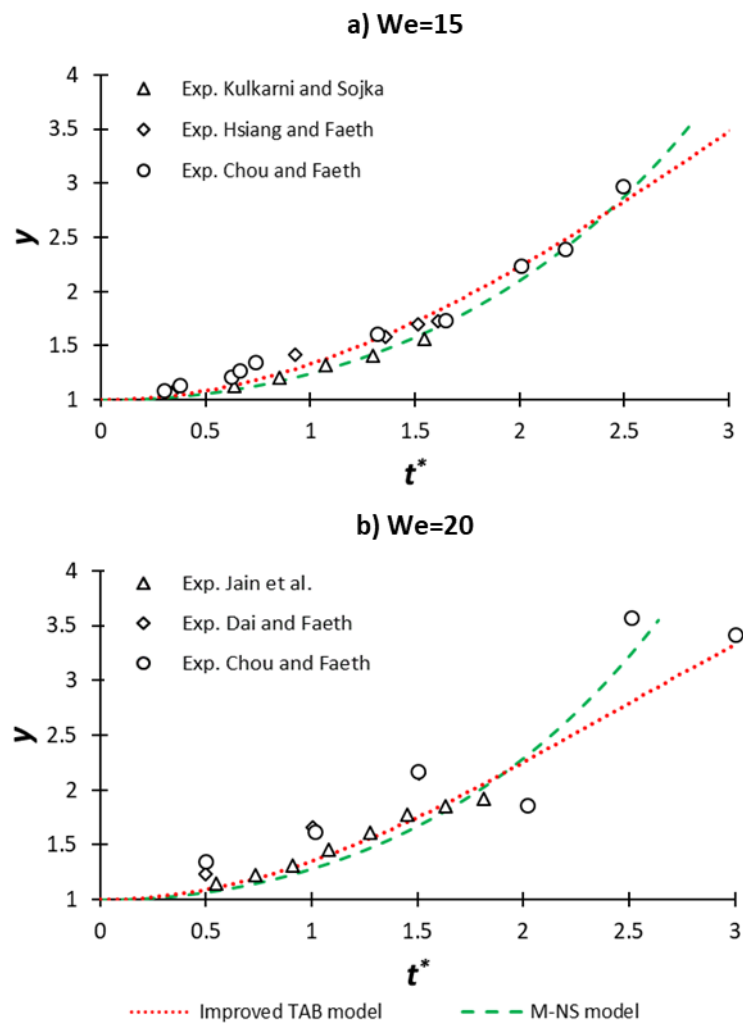 a) We=15
4
Exp. Kulkarni and Sojka
3.5
Exp. Hsiang and Faeth
3
Exp. Chou and Faeth
2.5
y
2
1.5
1
0 0.5 1 1.5 2 2.5 3
t*
b) We=20
4
Exp. Jain et al.
3.5
Exp. Dai and Faeth
3
Exp. Chou and Faeth
2.5
y
2
1.5
1
0 0.5 1 1.5 2 2.5 3
t*
Improved TAB model M-NS model